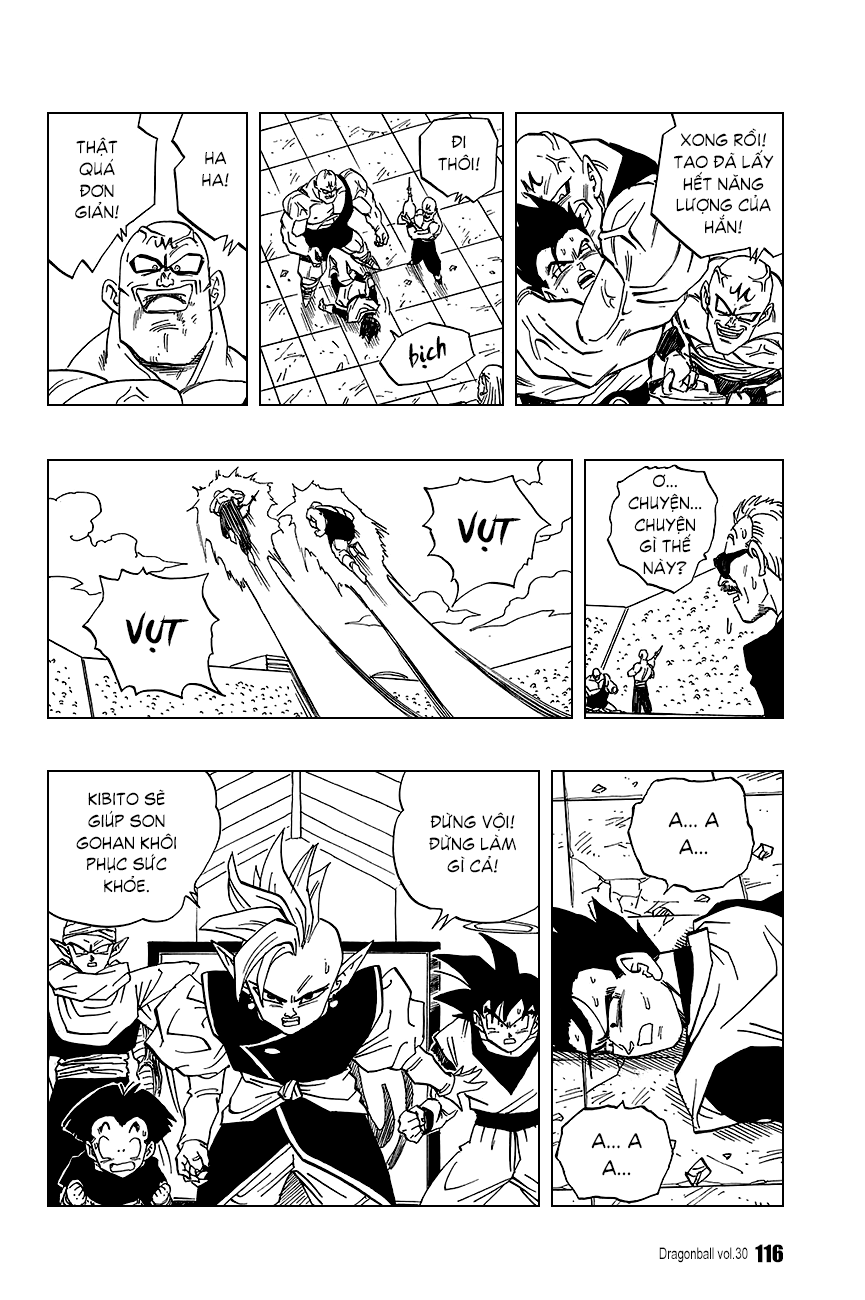 XONG RỒI!
TAO ĐÃ LẤY
HẾT NĂNG
LƯỢNG CỦA
HẮN!
ĐI
THÔI!
bịch
HA
HA!
THẬT
QUÁ
ĐƠN
GIẢN!
Ơ...
CHUYỆN...
CHUYỆN
GÌ THẾ
NÀY?
VỤT
VỤT
A... A
A...
A... A
A...
ĐỪNG VỘI!
ĐỪNG LÀM
GÌ CẢ!
KIBITO SẼ
GIÚP SON
GOHAN KHÔI
PHỤC SỨC
KHỎE.
Dragonball vol.30 116